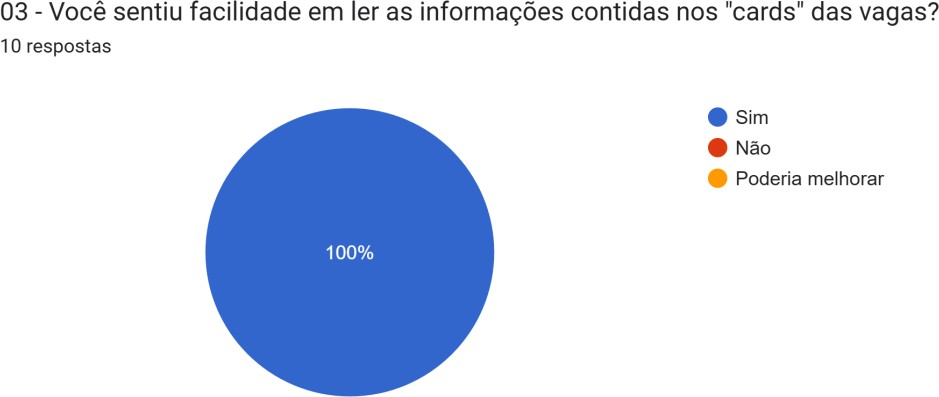 03 - Você sentiu facilidade em ler as informações contidas nos "cards" das vagas?
10 respostas
Sim
Não
Poderia melhorar
100%